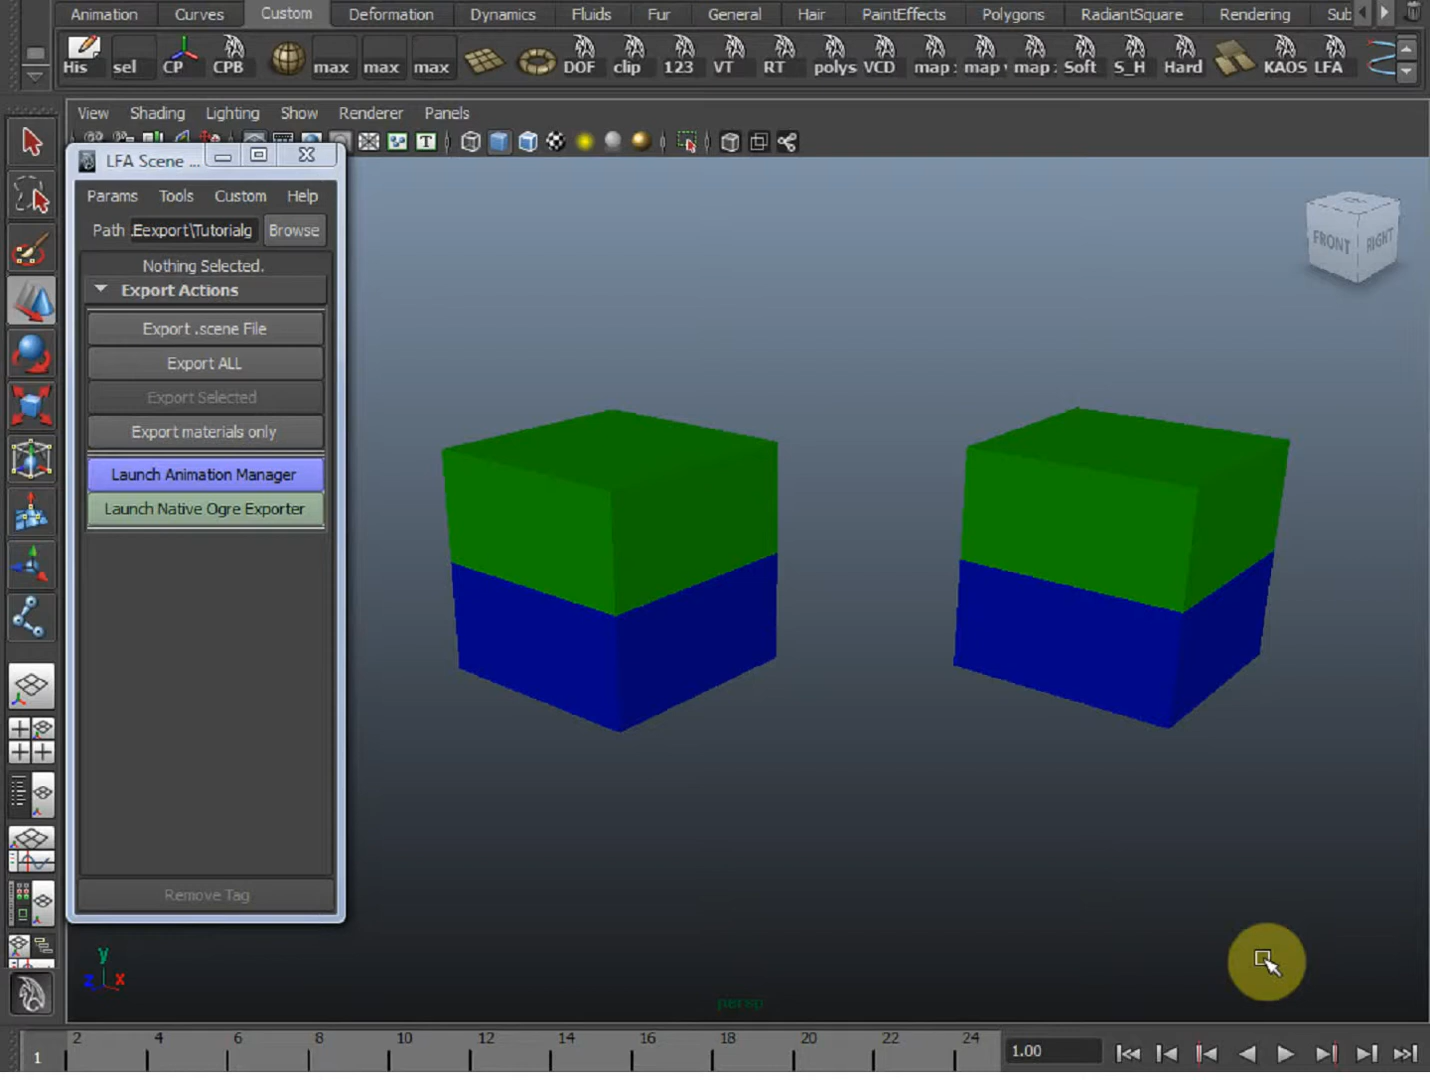 Animation Curves Custom Deformation Dynamics Fluids Fur General Hair PaintEffects Polygons RadiantSquare Rendering Sub
His sel CP CPB max max max DOF clip 123 VT RT polys VCD map map map Soft S_H Hard KAOS LFA
View Shading Lighting Show Renderer Panels
T
LFA Scene ...
Params Tools Custom Help
Path .Eexport\Tutorialg Browse
Nothing Selected.
Export Actions
Export .scene File
Export ALL
Export Selected
Export materials only
Launch Animation Manager
Launch Native Ogre Exporter
Remove Tag
FRONT RIGHT
y
z x
persp
1 2 4 6 8 10 12 14 16 18 20 22 24 1.00